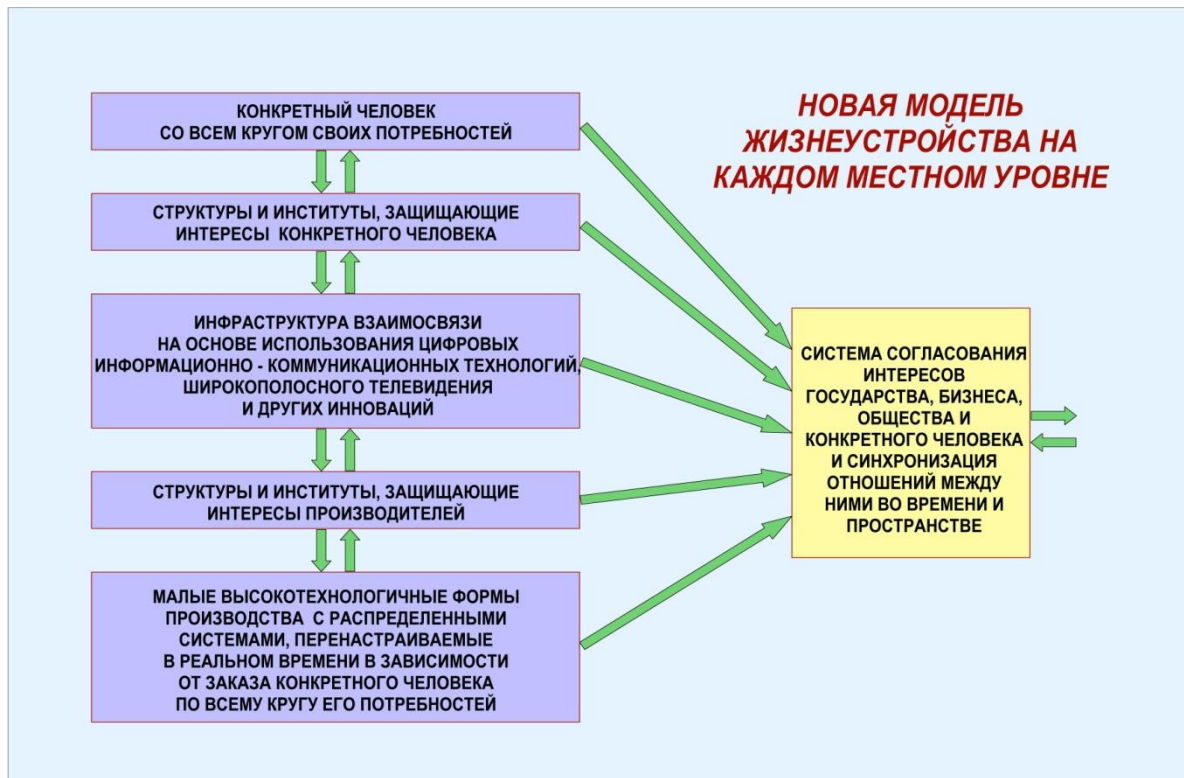 НОВАЯ МОДЕЛЬ
ЖИЗНЕУСТРОЙСТВА НА
КАЖДОМ МЕСТНОМ УРОВНЕ
КОНКРЕТНЫЙ ЧЕЛОВЕК
СО ВСЕМ КРУГОМ СВОИХ ПОТРЕБНОСТЕЙ
СТРУКТУРЫ И ИНСТИТУТЫ, ЗАЩИЩАЮЩИЕ
ИНТЕРЕСЫ КОНКРЕТНОГО ЧЕЛОВЕКА
ИНФРАСТРУКТУРА ВЗАИМОСВЯЗИ
НА ОСНОВЕ ИСПОЛЬЗОВАНИЯ ЦИФРОВЫХ
ИНФОРМАЦИОННО - КОММУНИКАЦИОННЫХ ТЕХНОЛОГИЙ,
ШИРОКОПОЛОСНОГО ТЕЛЕВИДЕНИЯ
И ДРУГИХ ИННОВАЦИЙ
СТРУКТУРЫ И ИНСТИТУТЫ, ЗАЩИЩАЮЩИЕ
ИНТЕРЕСЫ ПРОИЗВОДИТЕЛЕЙ
МАЛЫЕ ВЫСОКОТЕХНОЛОГИЧНЫЕ ФОРМЫ
ПРОИЗВОДСТВА С РАСПРЕДЕЛЕННЫМИ
СИСТЕМАМИ, ПЕРЕНАСТРАИВАЕМЫЕ
В РЕАЛЬНОМ ВРЕМЕНИ В ЗАВИСИМОСТИ
ОТ ЗАКАЗА КОНКРЕТНОГО ЧЕЛОВЕКА
ПО ВСЕМУ КРУГУ ЕГО ПОТРЕБНОСТЕЙ
СИСТЕМА СОГЛАСОВАНИЯ
ИНТЕРЕСОВ
ГОСУДАРСТВА, БИЗНЕСА,
ОБЩЕСТВА И
КОНКРЕТНОГО ЧЕЛОВЕКА
И СИНХРОНИЗАЦИЯ
ОТНОШЕНИЙ МЕЖДУ
НИМИ ВО ВРЕМЕНИ И
ПРОСТРАНСТВЕ